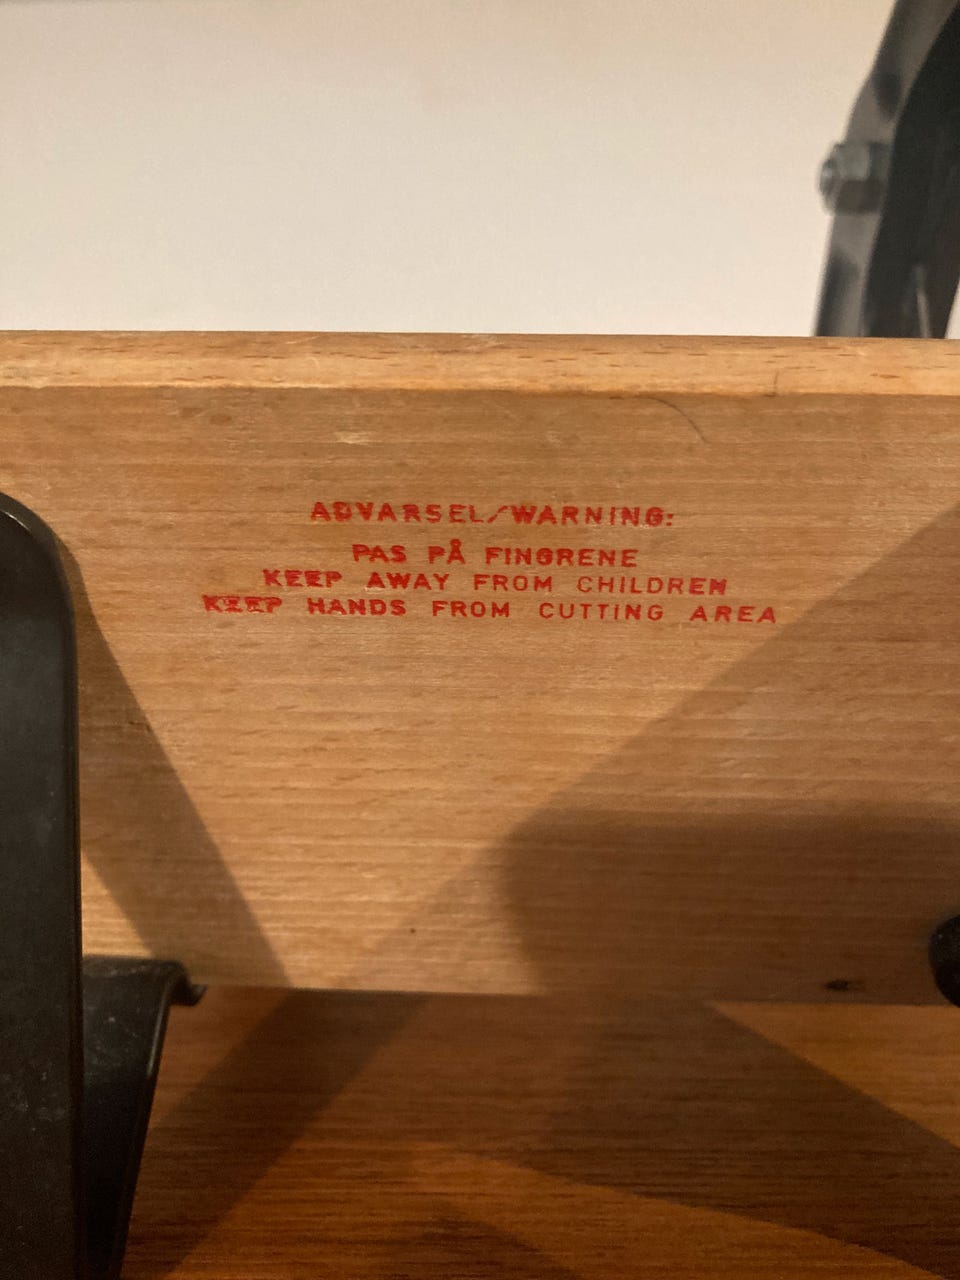 ADVARSEL/WARNING:
PAS PÅ FINGRENE
KEEP AWAY FROM CHILDREN
KEEP HANDS FROM CUTTING AREA